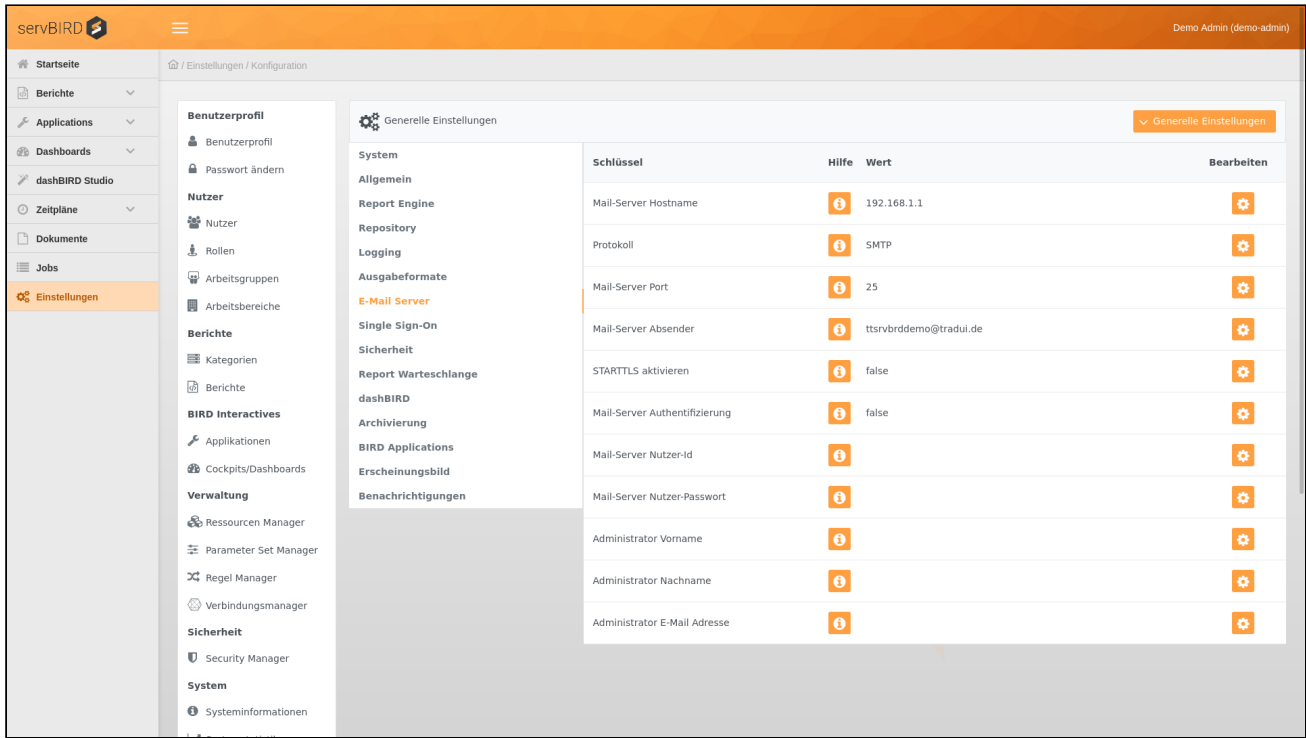 servBIRD
Demo Admin (demo-admin)
Startseite
Berichte
Applications
Dashboards
dashBIRD Studio
Zeitpläne
Dokumente
Jobs
Einstellungen
/ Einstellungen / Konfiguration
Benutzerprofil
Benutzerprofil
Passwort ändern
Nutzer
Nutzer
Rollen
Arbeitsgruppen
Arbeitsbereiche
Berichte
Kategorien
Berichte
BIRD Interactives
Applikationen
Cockpits/Dashboards
Verwaltung
Ressourcen Manager
Parameter Set Manager
Regel Manager
Verbindungsmanager
Sicherheit
Security Manager
System
Systeminformationen
Generelle Einstellungen
Generelle Einstellungen
System
Allgemein
Report Engine
Repository
Logging
Ausgabeformate
E-Mail Server
Single Sign-On
Sicherheit
Report Warteschlange
dashBIRD
Archivierung
BIRD Applications
Erscheinungsbild
Benachrichtigungen
Schlüssel Hilfe Wert Bearbeiten
Mail-Server Hostname 192.168.1.1
Protokoll SMTP
Mail-Server Port 25
Mail-Server Absender ttsrvbrddemo@tradui.de
STARTTLS aktivieren false
Mail-Server Authentifizierung false
Mail-Server Nutzer-Id
Mail-Server Nutzer-Passwort
Administrator Vorname
Administrator Nachname
Administrator E-Mail Adresse